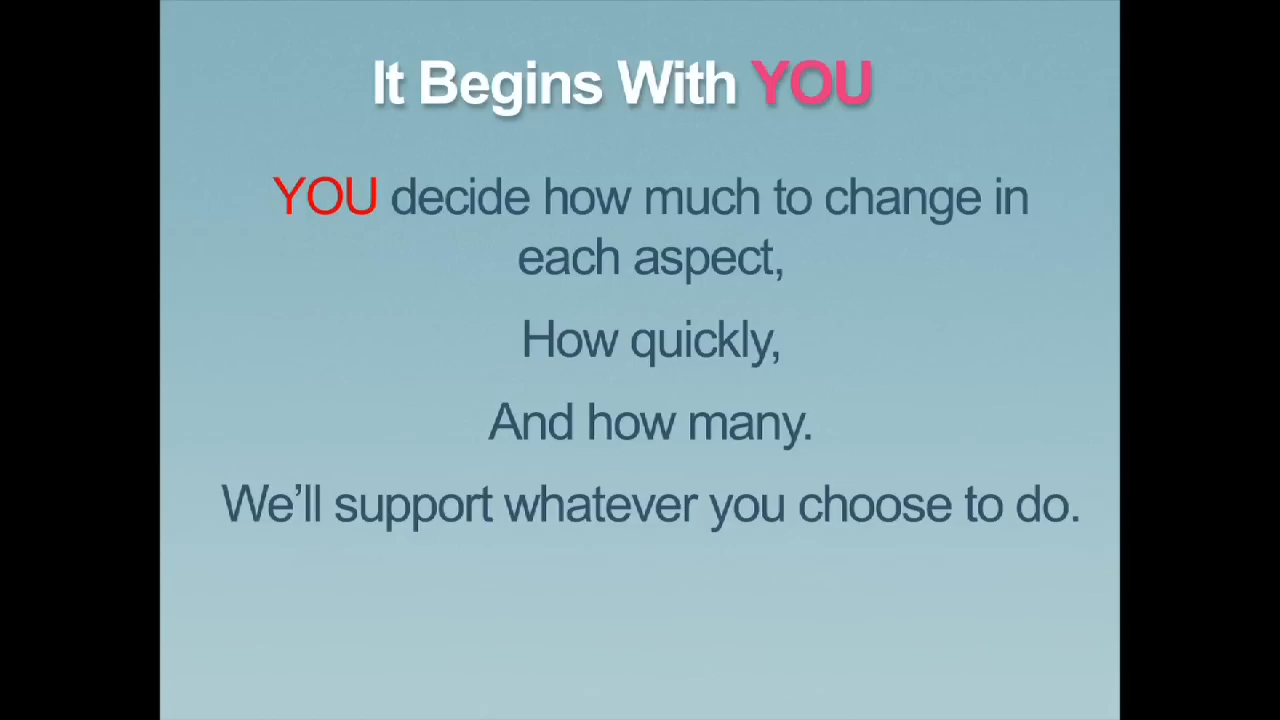 It Begins With YOU
YOU decide how much to change in
each aspect,
How quickly,
And how many.
We’ll support whatever you choose to do.